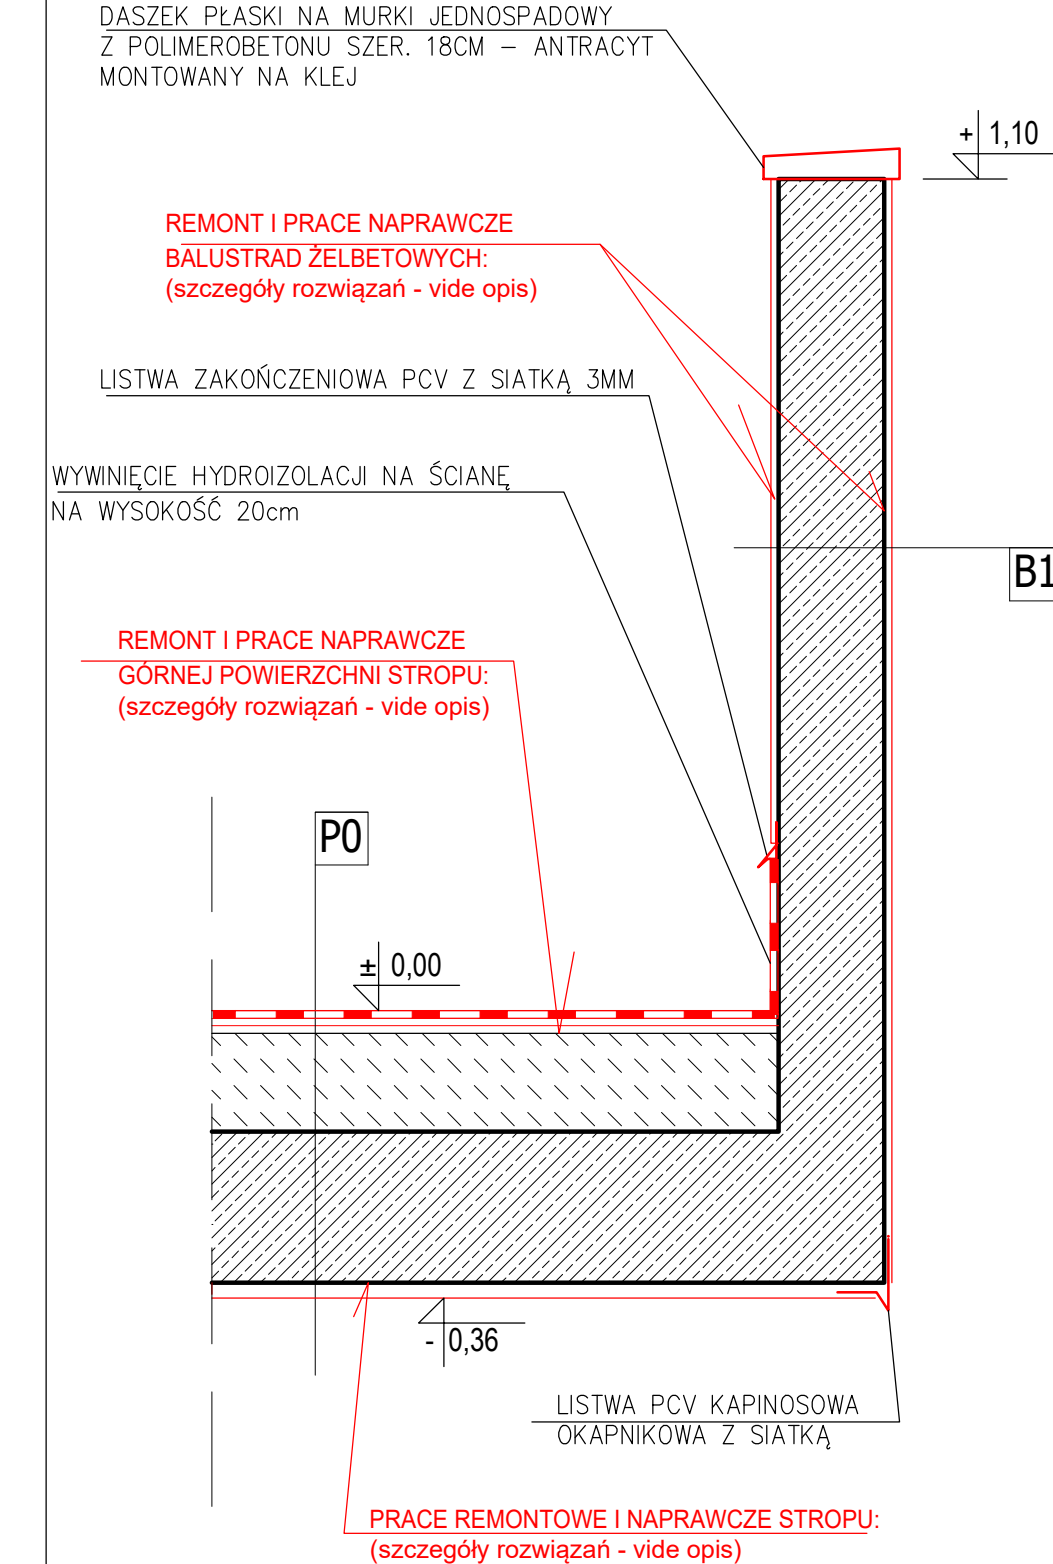 DASZEK PŁASKI NA MURKI JEDNOSPADOWY
Z POLIMEROBETONU SZER. 18CM – ANTRACYT
MONTOWANY NA KLEJ
+ 1,10
REMONT I PRACE NAPRAWCZE
BALUSTRAD ŻELBETOWYCH:
(szczegóły rozwiązań - vide opis)
LISTWA ZAKOŃCZENIOWA PCV Z SIATKĄ 3MM
WYWINIĘCIE HYDROIZOLACJI NA ŚCIANĘ
NA WYSOKOŚĆ 20cm
B1
REMONT I PRACE NAPRAWCZE
GÓRNEJ POWIERZCHNI STROPU:
(szczegóły rozwiązań - vide opis)
P0
± 0,00
- 0,36
LISTWA PCV KAPINOSOWA
OKAPNIKOWA Z SIATKĄ
PRACE REMONTOWE I NAPRAWCZE STROPU:
(szczegóły rozwiązań - vide opis)